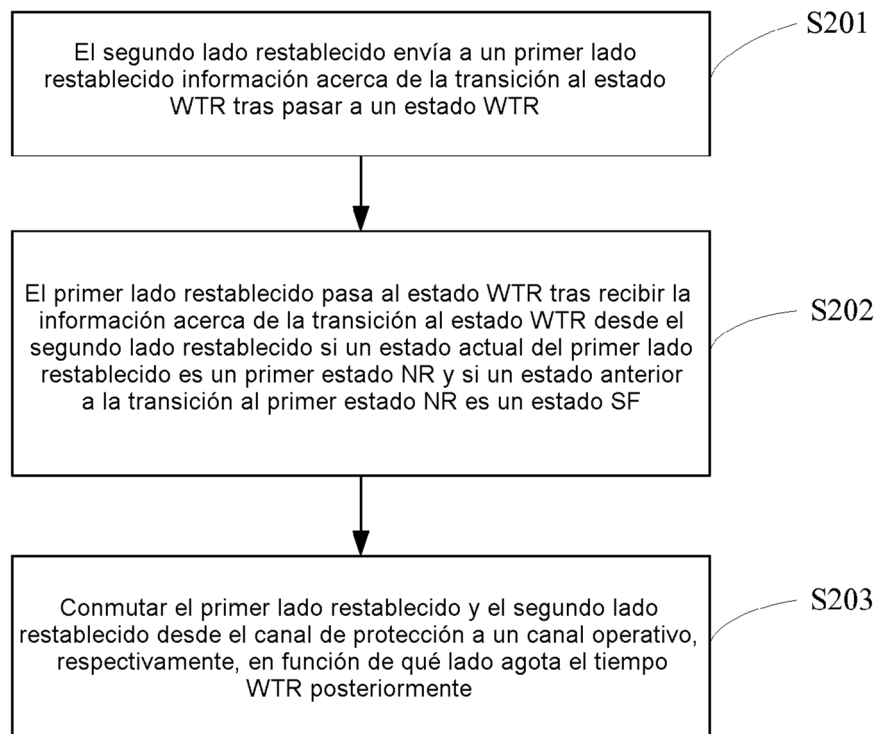 S201
El segundo lado restablecido envía a un primer lado
restablecido información acerca de la transición al estado
WTR tras pasar a un estado WTR
S202
El primer lado restablecido pasa al estado WTR tras recibir la
información acerca de la transición al estado WTR desde el
segundo lado restablecido si un estado actual del primer lado
restablecido es un primer estado NR y si un estado anterior
a la transición al primer estado NR es un estado SF
S203
Conmutar el primer lado restablecido y el segundo lado
restablecido desde el canal de protección a un canal operativo,
respectivamente, en función de qué lado agota el tiempo
WTR posteriormente